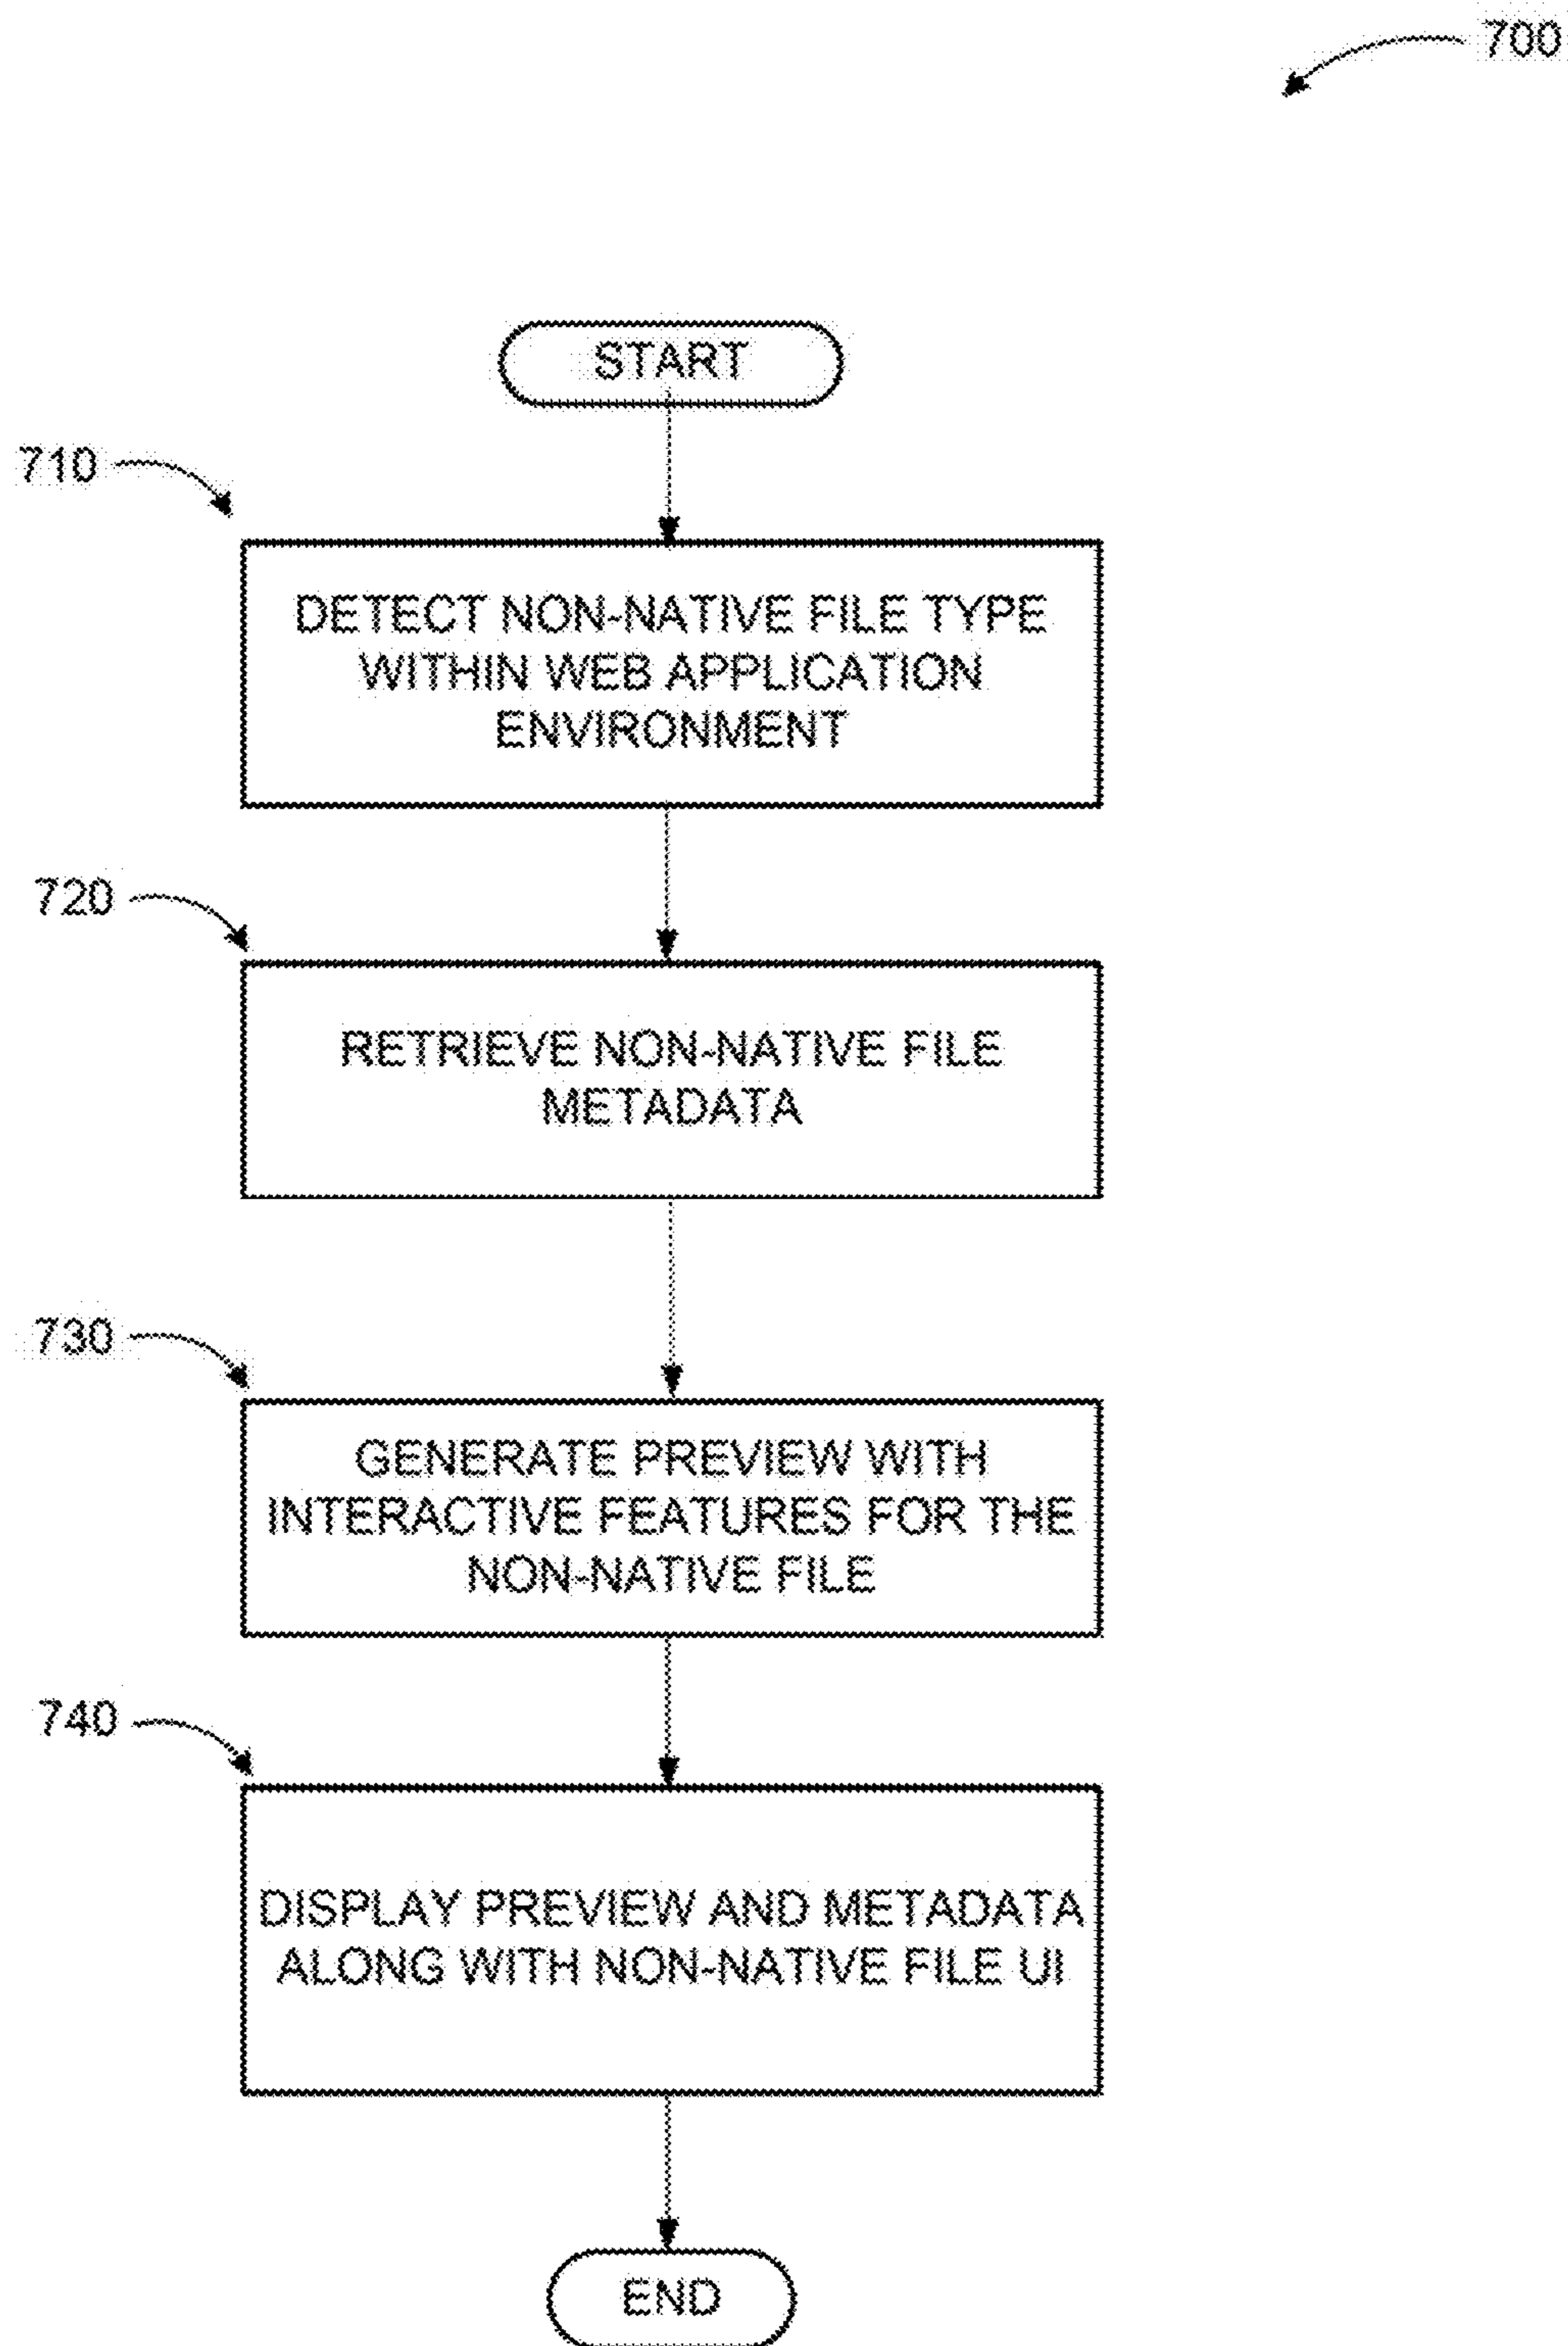 700
START
710
DETECT NON-NATIVE FILE TYPE
WITHIN WEB APPLICATION
ENVIRONMENT
720
RETRIEVE NON-NATIVE FILE
METADATA
730
GENERATE PREVIEW WITH
INTERACTIVE FEATURES FOR THE
NON-NATIVE FILE
740
DISPLAY PREVIEW AND METADATA
ALONG WITH NON-NATIVE FILE UI
END